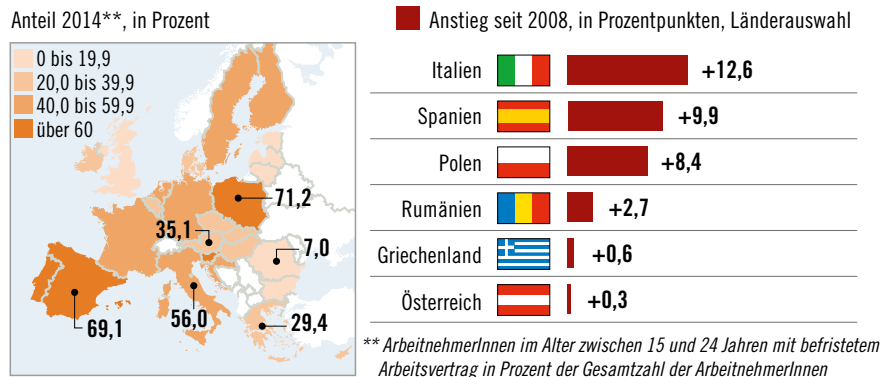 Anteil 2014**, in Prozent
0 bis 19,9
20,0 bis 39,9
40,0 bis 59,9
über 60
71,2
35,1
7,0
69,1
56,0
29,4
Anstieg seit 2008, in Prozentpunkten, Länderauswahl
Italien +12,6
Spanien +9,9
Polen +8,4
Rumänien +2,7
Griechenland +0,6
Österreich +0,3
** ArbeitnehmerInnen im Alter zwischen 15 und 24 Jahren mit befristetem
Arbeitsvertrag in Prozent der Gesamtzahl der ArbeitnehmerInnen